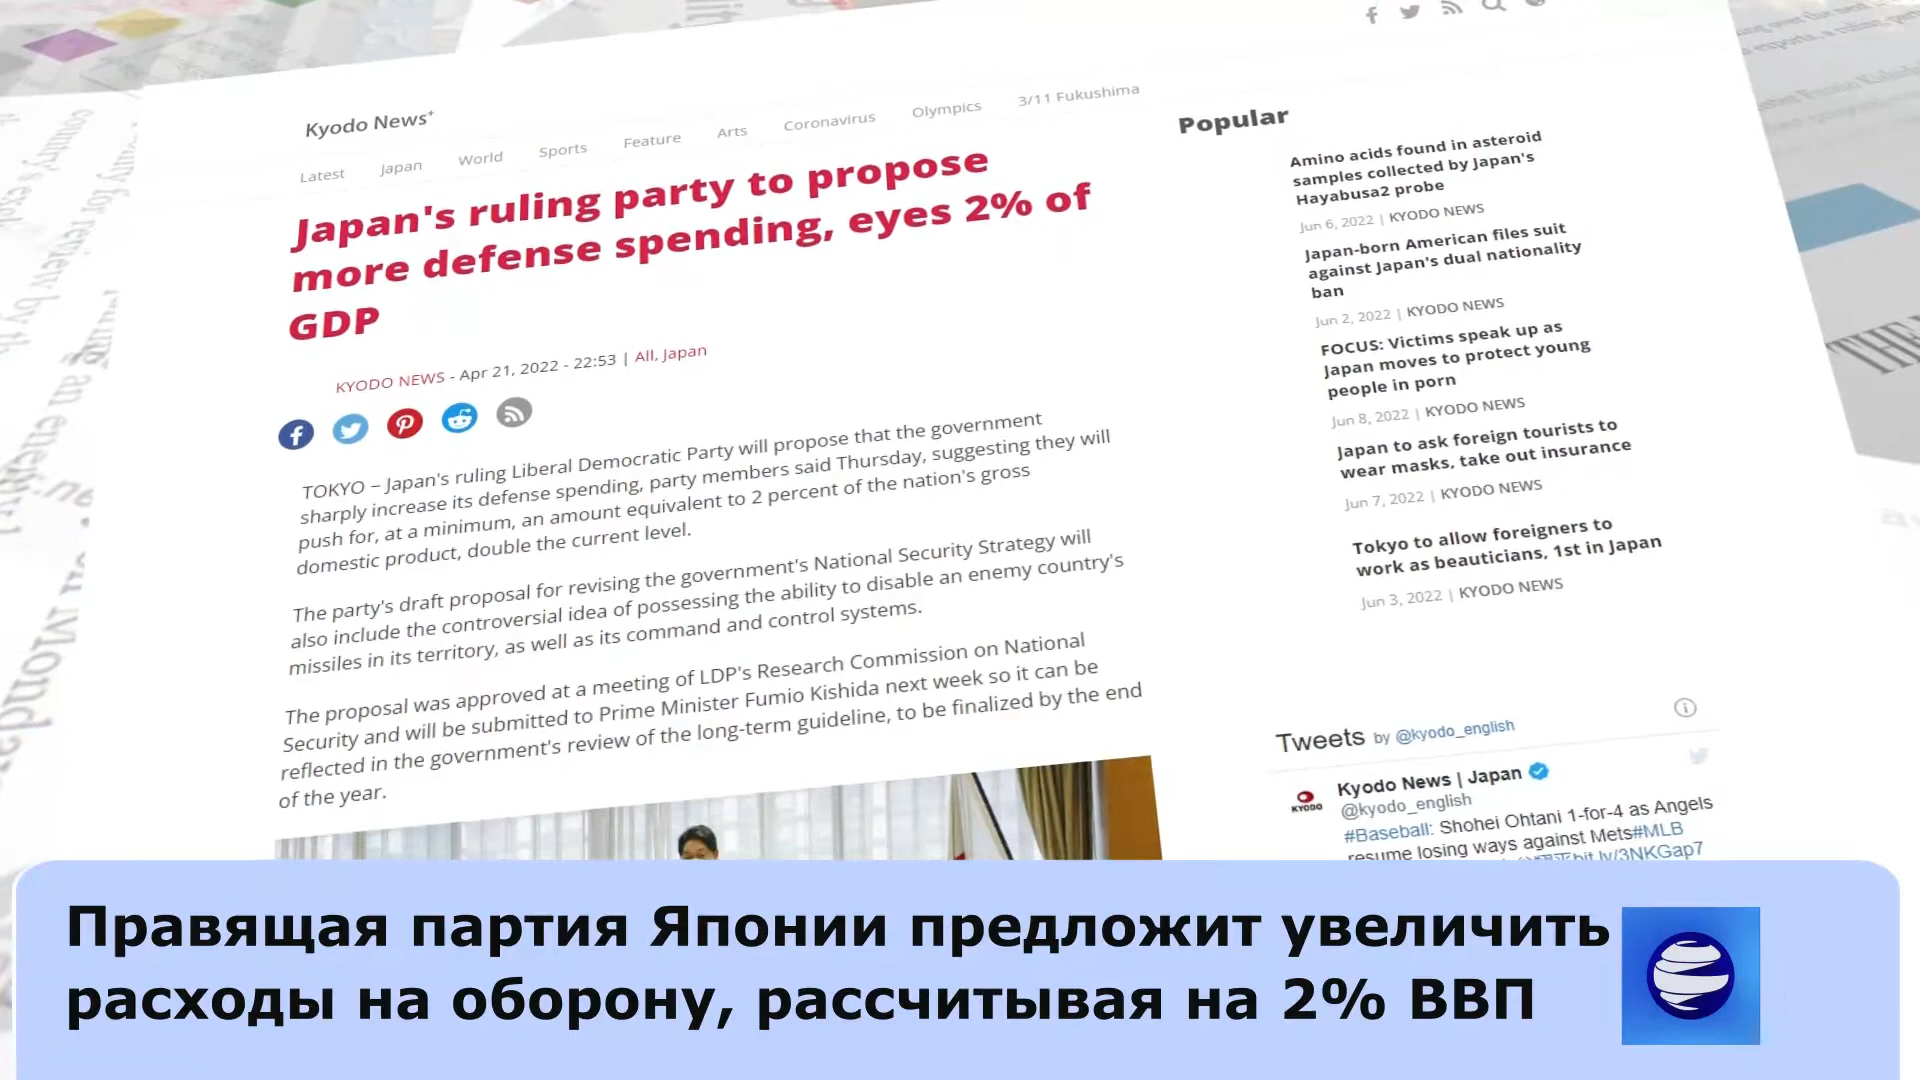 Kyodo News+
Latest Japan World Sports Feature Arts Coronavirus Olympics 3/11 Fukushima
Japan's ruling party to propose
more defense spending, eyes 2% of
GDP
KYODO NEWS - Apr 21, 2022 - 22:53 | All, Japan
TOKYO – Japan's ruling Liberal Democratic Party will propose that the government
sharply increase its defense spending, party members said Thursday, suggesting they will
push for, at a minimum, an amount equivalent to 2 percent of the nation's gross
domestic product, double the current level.
The party's draft proposal for revising the government's National Security Strategy will
also include the controversial idea of possessing the ability to disable an enemy country's
missiles in its territory, as well as its command and control systems.
The proposal was approved at a meeting of LDP's Research Commission on National
Security and will be submitted to Prime Minister Fumio Kishida next week so it can be
reflected in the government's review of the long-term guideline, to be finalized by the end
of the year.
Popular
Amino acids found in asteroid
samples collected by Japan's
Hayabusa2 probe
Jun 6, 2022 | KYODO NEWS
Japan-born American files suit
against Japan's dual nationality
ban
Jun 2, 2022 | KYODO NEWS
FOCUS: Victims speak up as
Japan moves to protect young
people in porn
Jun 8, 2022 | KYODO NEWS
Japan to ask foreign tourists to
wear masks, take out insurance
Jun 7, 2022 | KYODO NEWS
Tokyo to allow foreigners to
work as beauticians, 1st in Japan
Jun 3, 2022 | KYODO NEWS
Tweets by @kyodo_english
KYODO
Kyodo News | Japan
@kyodo_english
#Baseball: Shohei Ohtani 1-for-4 as Angels
resume losing ways against Mets#MLB
bit.ly/3NKGap7
Правящая партия Японии предложит увеличить
расходы на оборону, рассчитывая на 2% ВВП